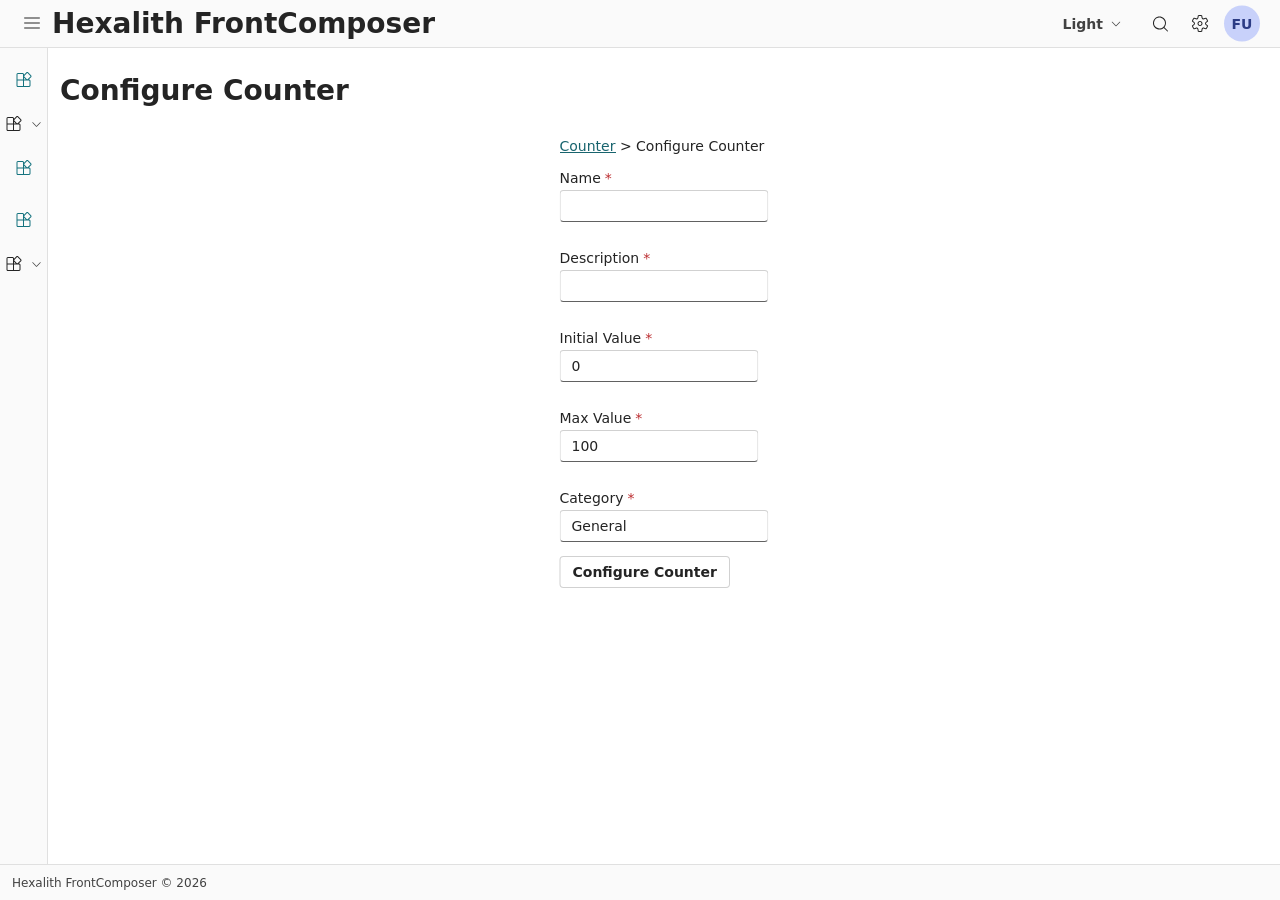 Hexalith FrontComposer
Light
FU
Configure Counter
Counter > Configure Counter
Name *
Description *
Initial Value *
0
Max Value *
100
Category *
General
Configure Counter
Hexalith FrontComposer © 2026